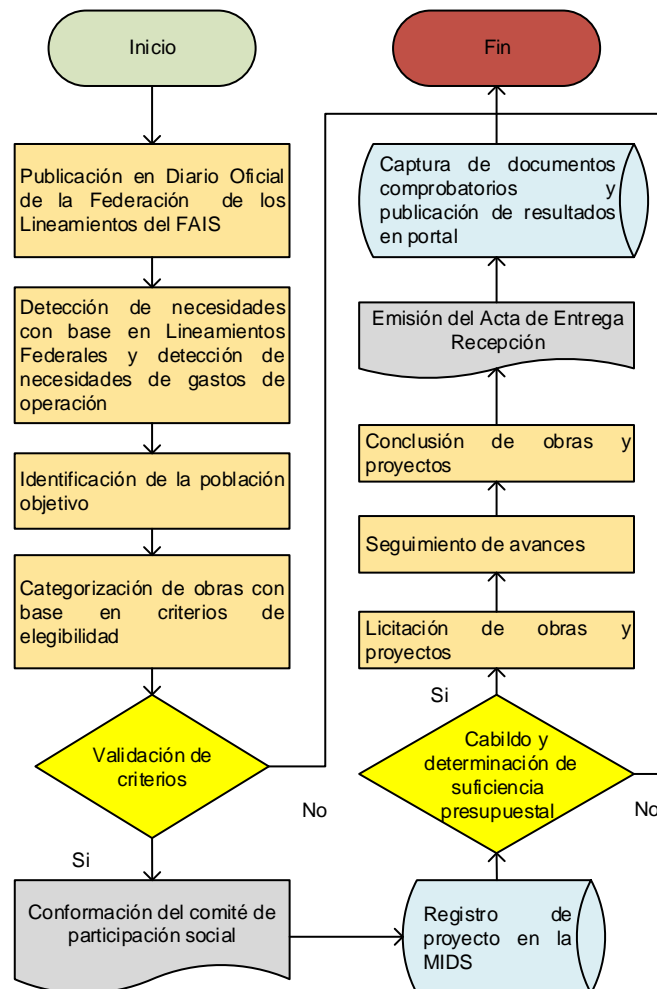 Inicio
Publicación en Diario Oficial
de la Federación de los
Lineamientos del FAIS
Detección de necesidades
con base en Lineamientos
Federales y detección de
necesidades de gastos de
operación
Identificación de la población
objetivo
Categorización de obras con
base en criterios de
elegibilidad
Validación de
criterios
No
Si
Conformación del comité de
participación social
Registro de
proyecto en la
MIDS
Cabildo y
determinación de
suficiencia
presupuestal
No
Si
Licitación de obras y
proyectos
Seguimiento de avances
Conclusión de obras y
proyectos
Emisión del Acta de Entrega
Recepción
Captura de documentos
comprobatorios y
publicación de resultados
en portal
Fin